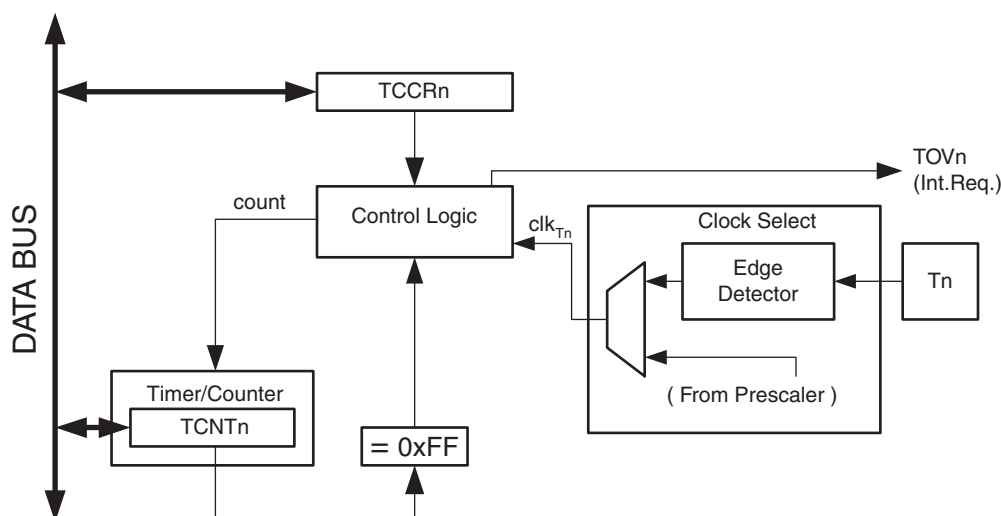 TCCRn
TOVn
(Int.Req.)
count
Control Logic
clkTn
Clock Select
Edge
Detector
Tn
DATA BUS
( From Prescaler )
Timer/Counter
TCNTn
= 0xFF